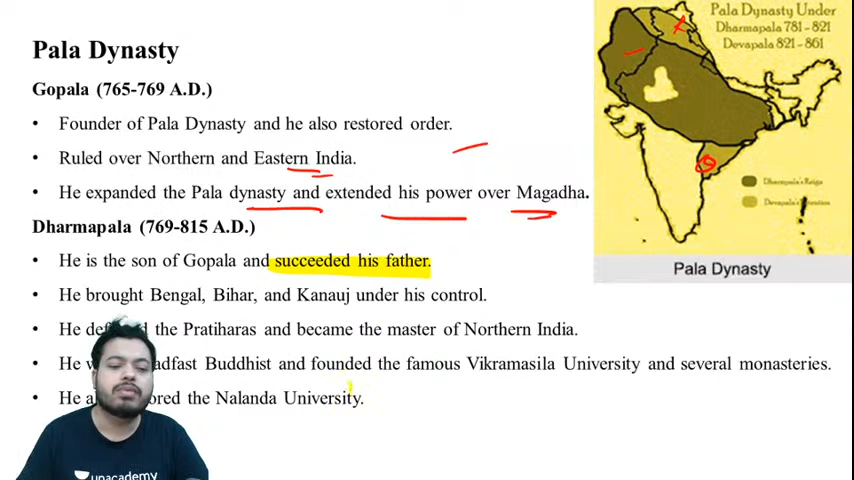 Pala Dynasty
Gopala (765-769 A.D.)
• Founder of Pala Dynasty and he also restored order.
• Ruled over Northern and Eastern India.
• He expanded the Pala dynasty and extended his power over Magadha.
Dharmapala (769-815 A.D.)
• He is the son of Gopala and succeeded his father.
• He brought Bengal, Bihar, and Kanauj under his control.
• He the Pratiharas and became the master of Northern India.
• He Buddhist and founded the famous Vikramasila University and several monasteries.
• He the Nalanda University.
Pala Dynasty Under
Dharmapala 781 - 821
Devapala 821 - 861
Dharmapala's Reign
Devapala's
Pala Dynasty
unacademy